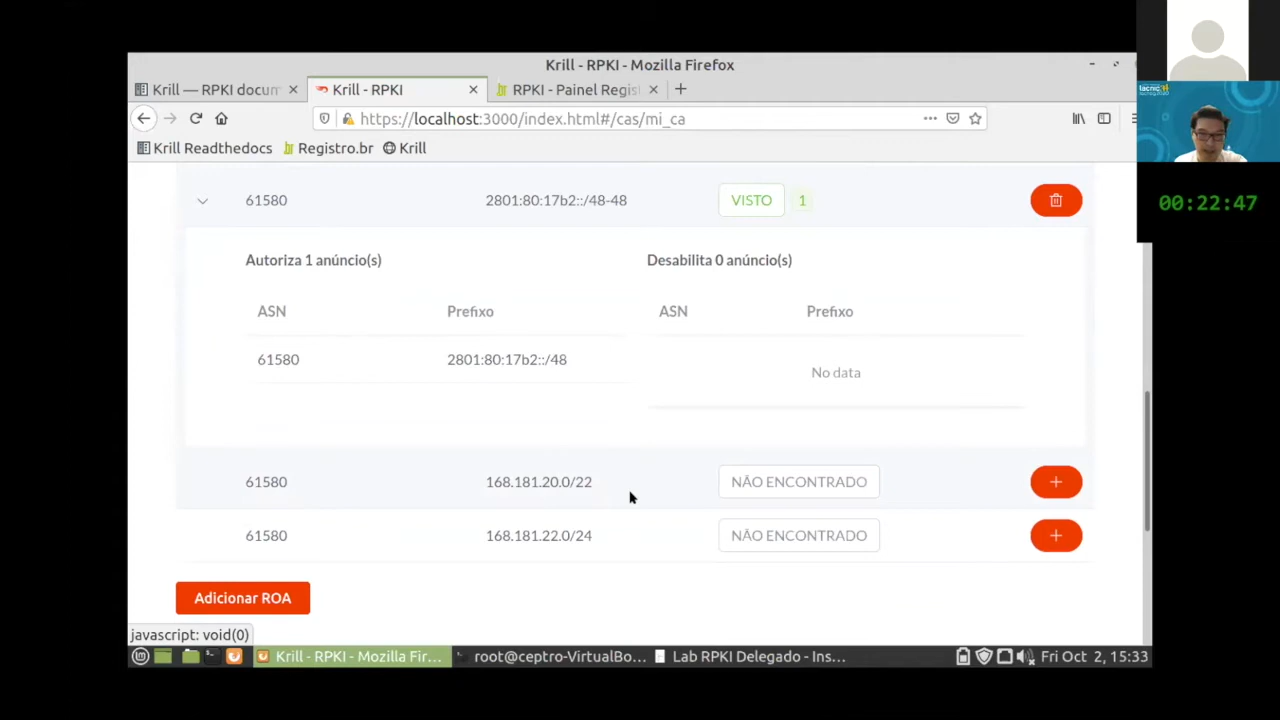 Krill - RPKI - Mozilla Firefox
Krill — RPKI docum
Krill - RPKI
RPKI - Painel Regist
https://localhost:3000/index.html#/cas/mi_ca
Krill Readthedocs
Registro.br
Krill
61580 2801:80:17b2::/48-48 VISTO 1
Autoriza 1 anúncio(s) Desabilita 0 anúncio(s)
ASN Prefixo ASN Prefixo
61580 2801:80:17b2::/48
No data
61580 168.181.20.0/22 NÃO ENCONTRADO +
61580 168.181.22.0/24 NÃO ENCONTRADO +
Adicionar ROA
javascript: void(0)
Krill - RPKI - Mozilla Fir...
root@ceptro-VirtualBo...
Lab RPKI Delegado - Ins...
Fri Oct 2, 15:33
lacnic
00:22:47